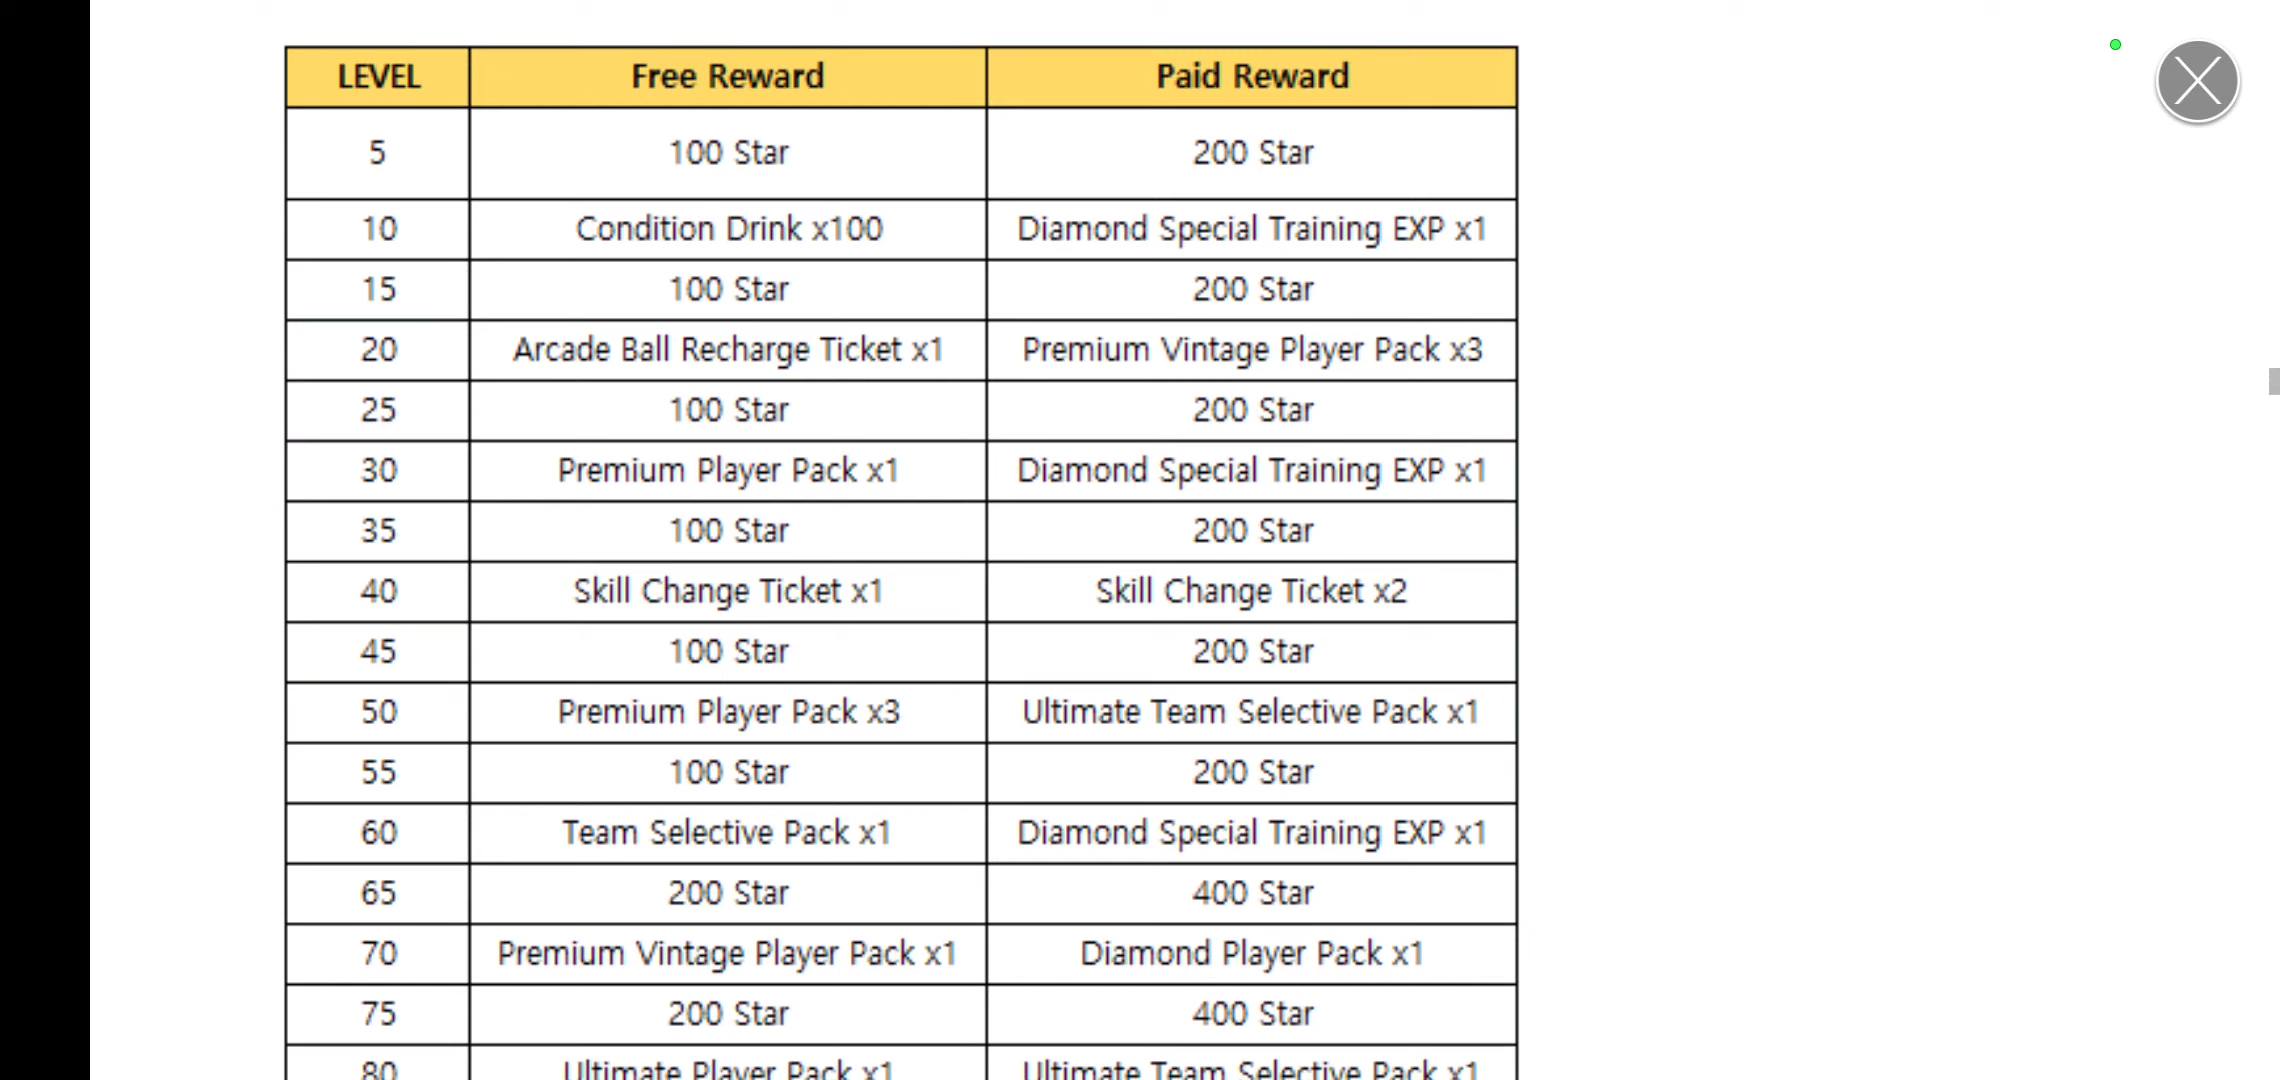 LEVEL Free Reward Paid Reward
5 100 Star 200 Star
10 Condition Drink x100 Diamond Special Training EXP x1
15 100 Star 200 Star
20 Arcade Ball Recharge Ticket x1 Premium Vintage Player Pack x3
25 100 Star 200 Star
30 Premium Player Pack x1 Diamond Special Training EXP x1
35 100 Star 200 Star
40 Skill Change Ticket x1 Skill Change Ticket x2
45 100 Star 200 Star
50 Premium Player Pack x3 Ultimate Team Selective Pack x1
55 100 Star 200 Star
60 Team Selective Pack x1 Diamond Special Training EXP x1
65 200 Star 400 Star
70 Premium Vintage Player Pack x1 Diamond Player Pack x1
75 200 Star 400 Star
80 Ultimate Player Pack x1 Ultimate Team Selective Pack x1